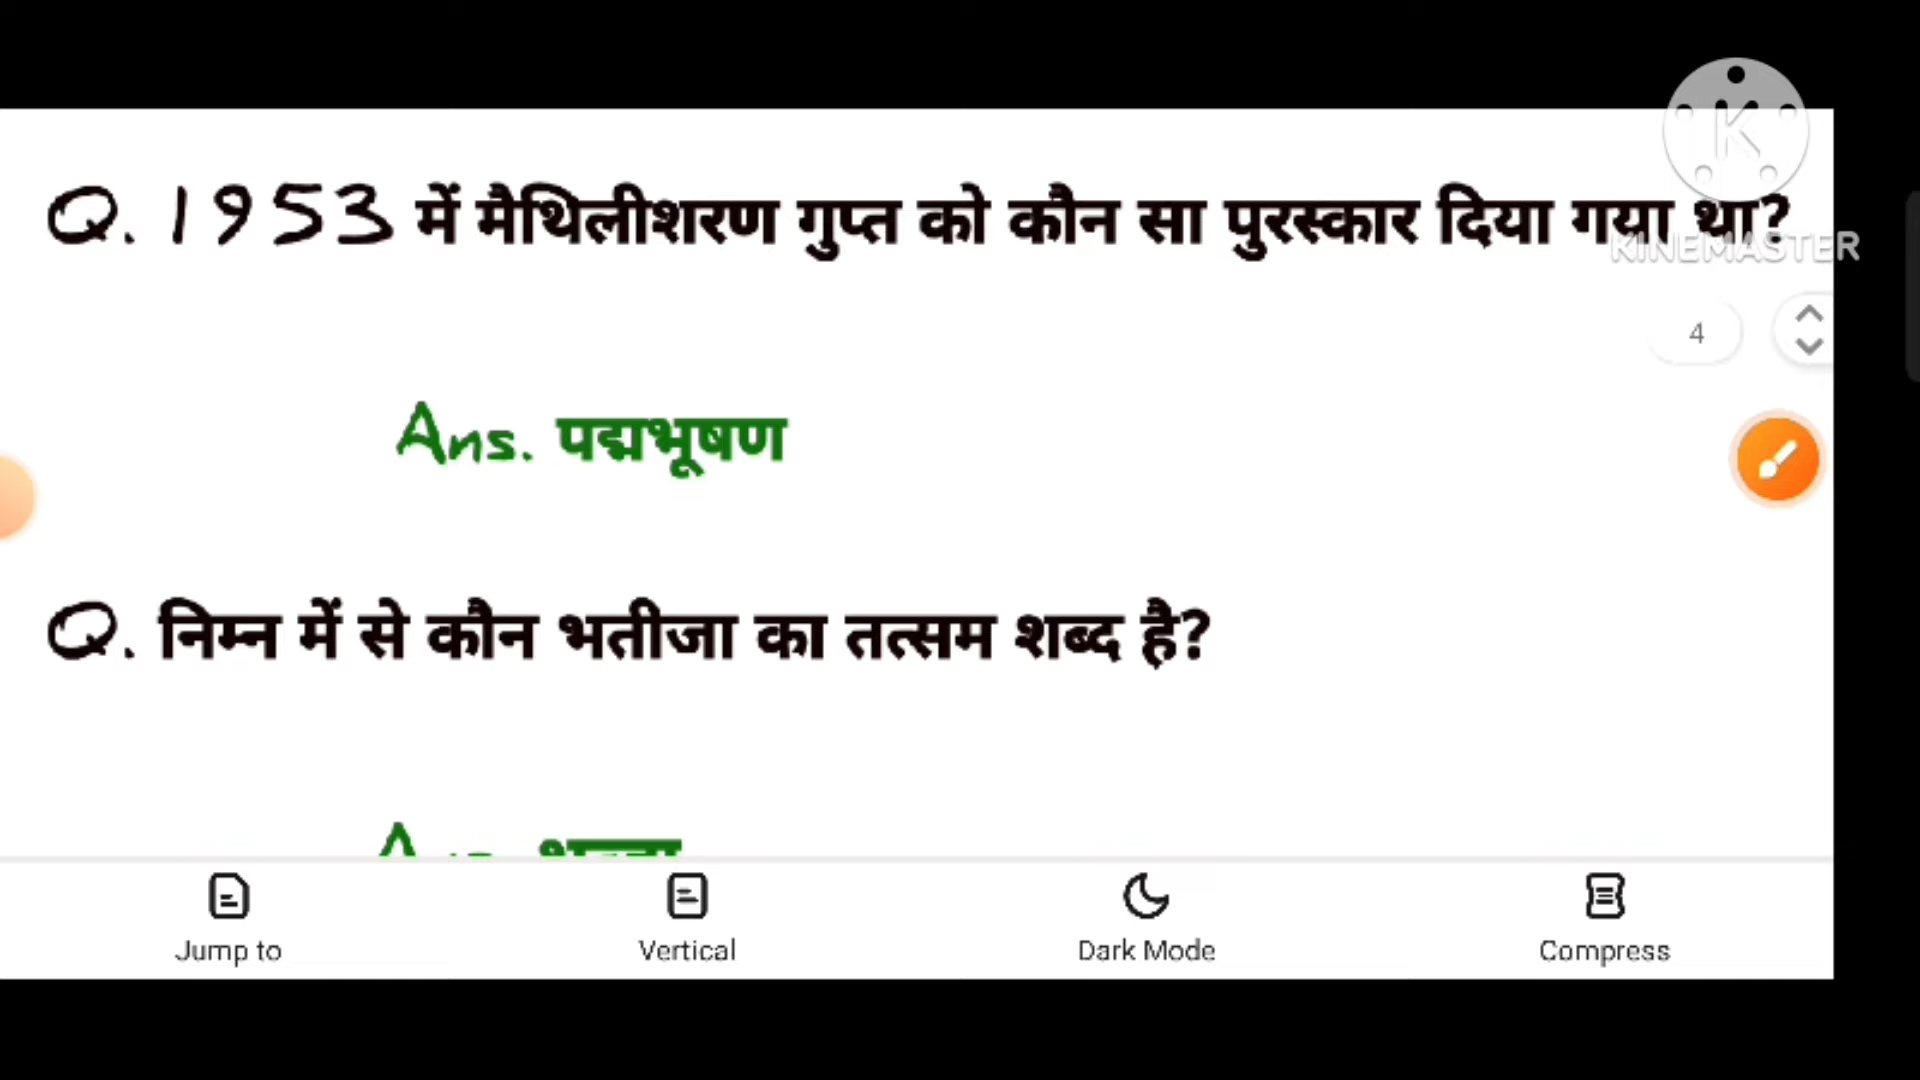 Q. 1953 में मैथिलीशरण गुप्त को कौन सा पुरस्कार दिया गया था?
KINEMASTER
4
Ans. पद्मभूषण
Q. निम्न में से कौन भतीजा का तत्सम शब्द है?
Jump to
Vertical
Dark Mode
Compress